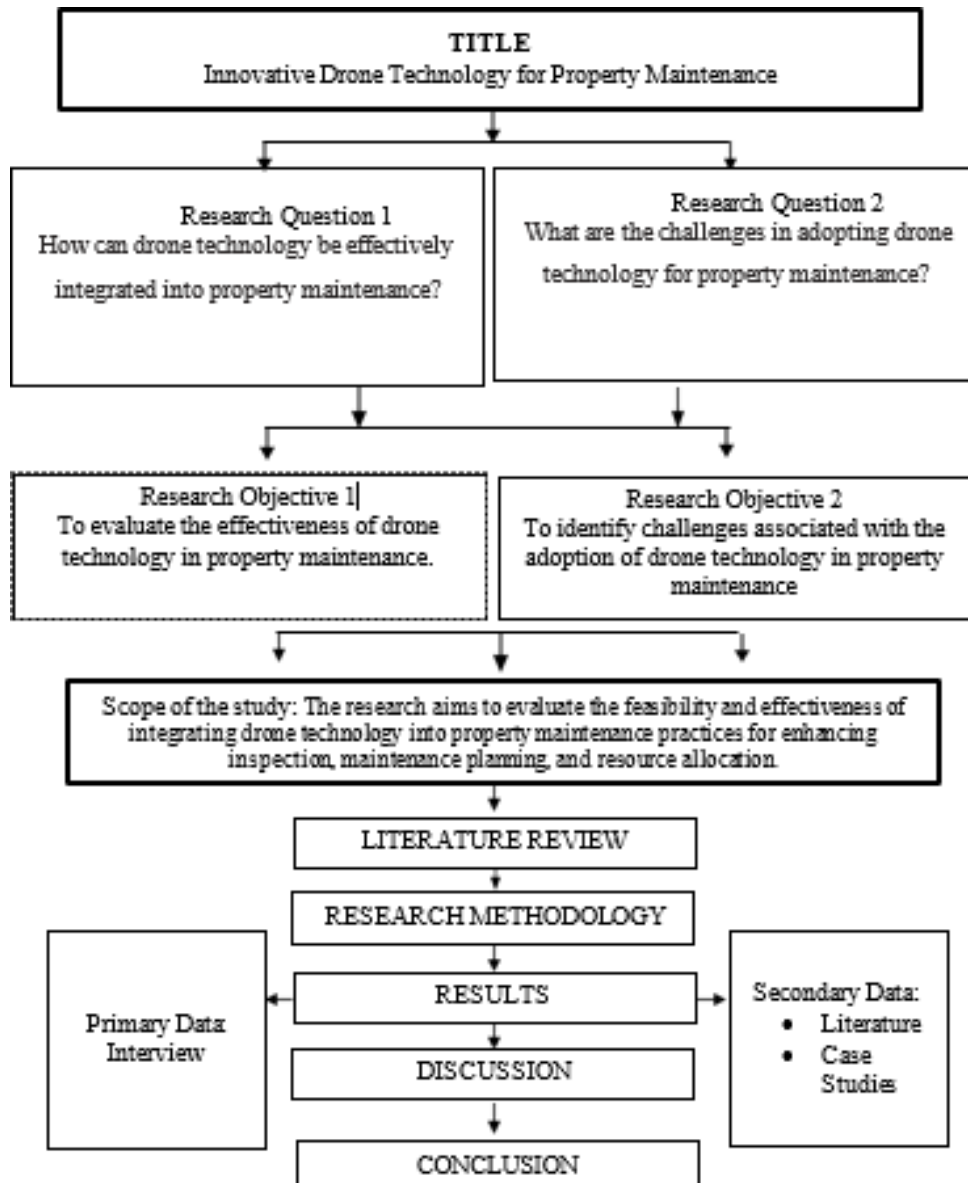 TITLE
Innovative Drone Technology for Property Maintenance
Research Question 1
How can drone technology be effectively
integrated into property maintenance?
Research Question 2
What are the challenges in adopting drone
technology for property maintenance?
Research Objective 1
To evaluate the effectiveness of drone
technology in property maintenance.
Research Objective 2
To identify challenges associated with the
adoption of drone technology in property
maintenance
Scope of the study: The research aims to evaluate the feasibility and effectiveness of
integrating drone technology into property maintenance practices for enhancing
inspection, maintenance planning, and resource allocation.
LITERATURE REVIEW
RESEARCH METHODOLOGY
RESULTS
Primary Data:
Interview
Secondary Data:
• Literature
• Case
Studies
DISCUSSION
CONCLUSION